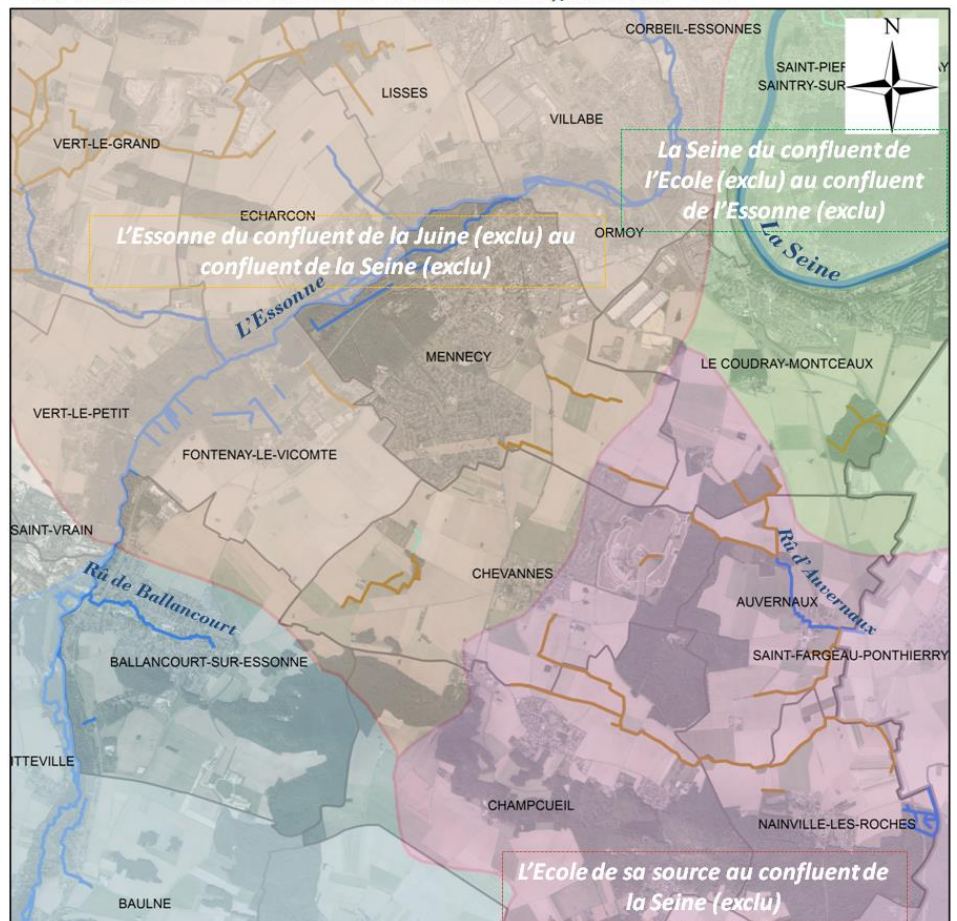 CORBEIL-ESSONNES
N
LISSES
SAINTRY-SUR
VILLABE
VERT-LE-GRAND
La Seine du confluent de
l'Ecole (exclu) au confluent
de l'Essonne (exclu)
ECHARCON
ORMOY
L'Essonne du confluent de la Juine (exclu) au
confluent de la Seine (exclu)
La Seine
L'Essonne
MENNECY
LE COUDRAY-MONTCEAUX
VERT-LE-PETIT
FONTENAY-LE-VICOMTE
SAINT-VRAIN
Rû de Ballancourt
CHEVANNES
Rû d'Auvernaux
AUVERNAUX
BALLANCOURT-SUR-ESSONNE
SAINT-FARGEAU-PONTHIERRY
ITTEVILLE
CHAMPCUEIL
NAINVILLE-LES-ROCHES
L'Ecole de sa source au confluent de
la Seine (exclu)
BAULNE